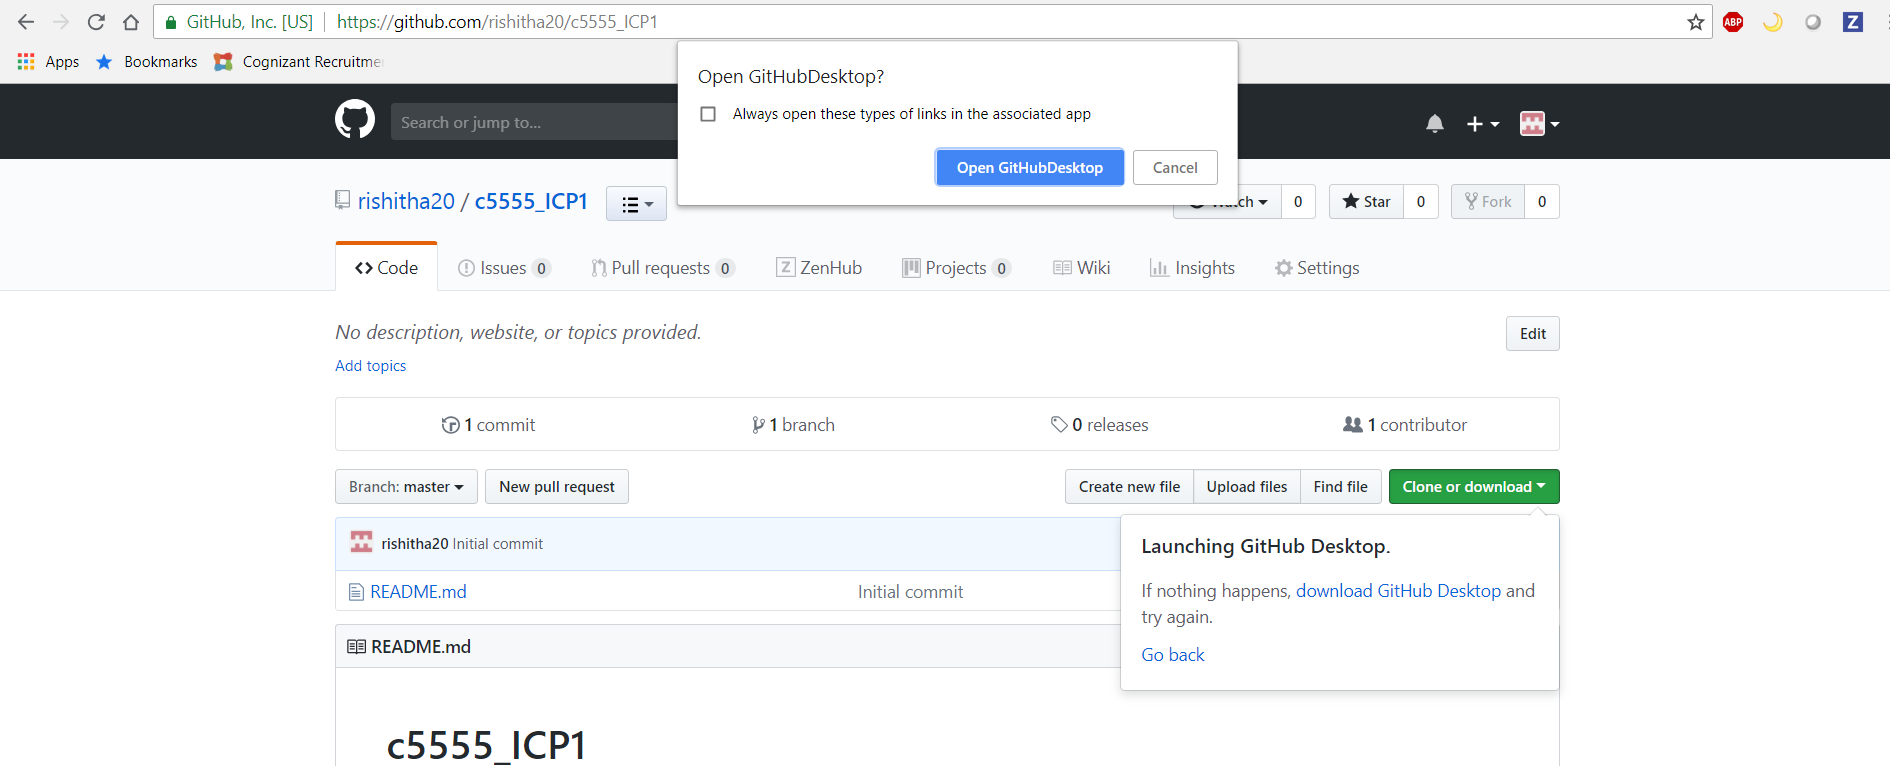 GitHub, Inc. [US] https://github.com/rishitha20/c5555_ICP1
ABP Z
Apps Bookmarks Cognizant Recruitme
Open GitHubDesktop?
Always open these types of links in the associated app
Open GitHubDesktop Cancel
Search or jump to...
rishitha20 / c5555_ICP1
0 Star 0 Fork 0
Code Issues 0 Pull requests 0 Z ZenHub Projects 0 Wiki Insights Settings
No description, website, or topics provided. Edit
Add topics
1 commit 1 branch 0 releases 1 contributor
Branch: master New pull request Create new file Upload files Find file Clone or download
rishitha20 Initial commit
README.md Initial commit
Launching GitHub Desktop.
If nothing happens, download GitHub Desktop and
try again.
Go back
README.md
c5555_ICP1